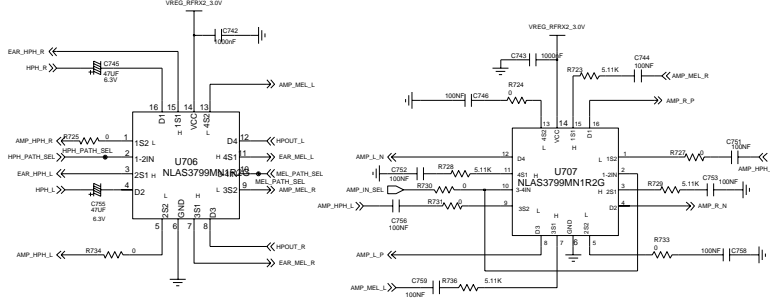 VREG_RFRX2_3.0V
C742
1000nF
EAR_HPH_R
HPH_R
C745
47UF
6.3V
AMP_MEL_L
16 15 14 13
D1
1S1
VCC
4S2
H
L
AMP_HPH_R
R725
0
1
1S2
L
D4
12
HPOUT_L
HPH_PATH_SEL
HPH_PATH_SEL
2
1-2IN
H
4S1
11
EAR_MEL_L
U706
NLAS3799MN1R2G
MEL_PATH_SEL
MEL_PATH_SEL
EAR_HPH_L
3
2S1
H
HPH_L
4
D2
L
3S2
9
AMP_MEL_R
C755
47UF
6.3V
2S2
GND
3S1
D3
L
H
5 6 7 8
AMP_HPH_L
R734
0
HPOUT_R
EAR_MEL_R
VREG_RFRX2_3.0V
C743
1000nF
R723
5.11K
C744
100NF
AMP_MEL_R
100NF
C746
R724
0
AMP_R_P
13 14 15 16
4S2
VCC
1S1
D1
L
H
AMP_L_N
12
D4
L
1S2
1
R727
0
C751
100NF
AMP_HPH_
C752
100NF
R728
5.11K
11
4S1
H
1-2IN
2
U707
NLAS3799MN1R2G
AMP_IN_SEL
R730
0
10
3-4IN
H
2S1
3
R729
5.11K
C753
100NF
AMP_HPH_L
C756
100NF
R731
0
9
3S2
L
D2
4
AMP_R_N
D3
3S1
GND
2S2
H
L
8 7 6 5
AMP_L_P
R733
0
100NF
C758
AMP_MEL_L
C759
100NF
R736
5.11K